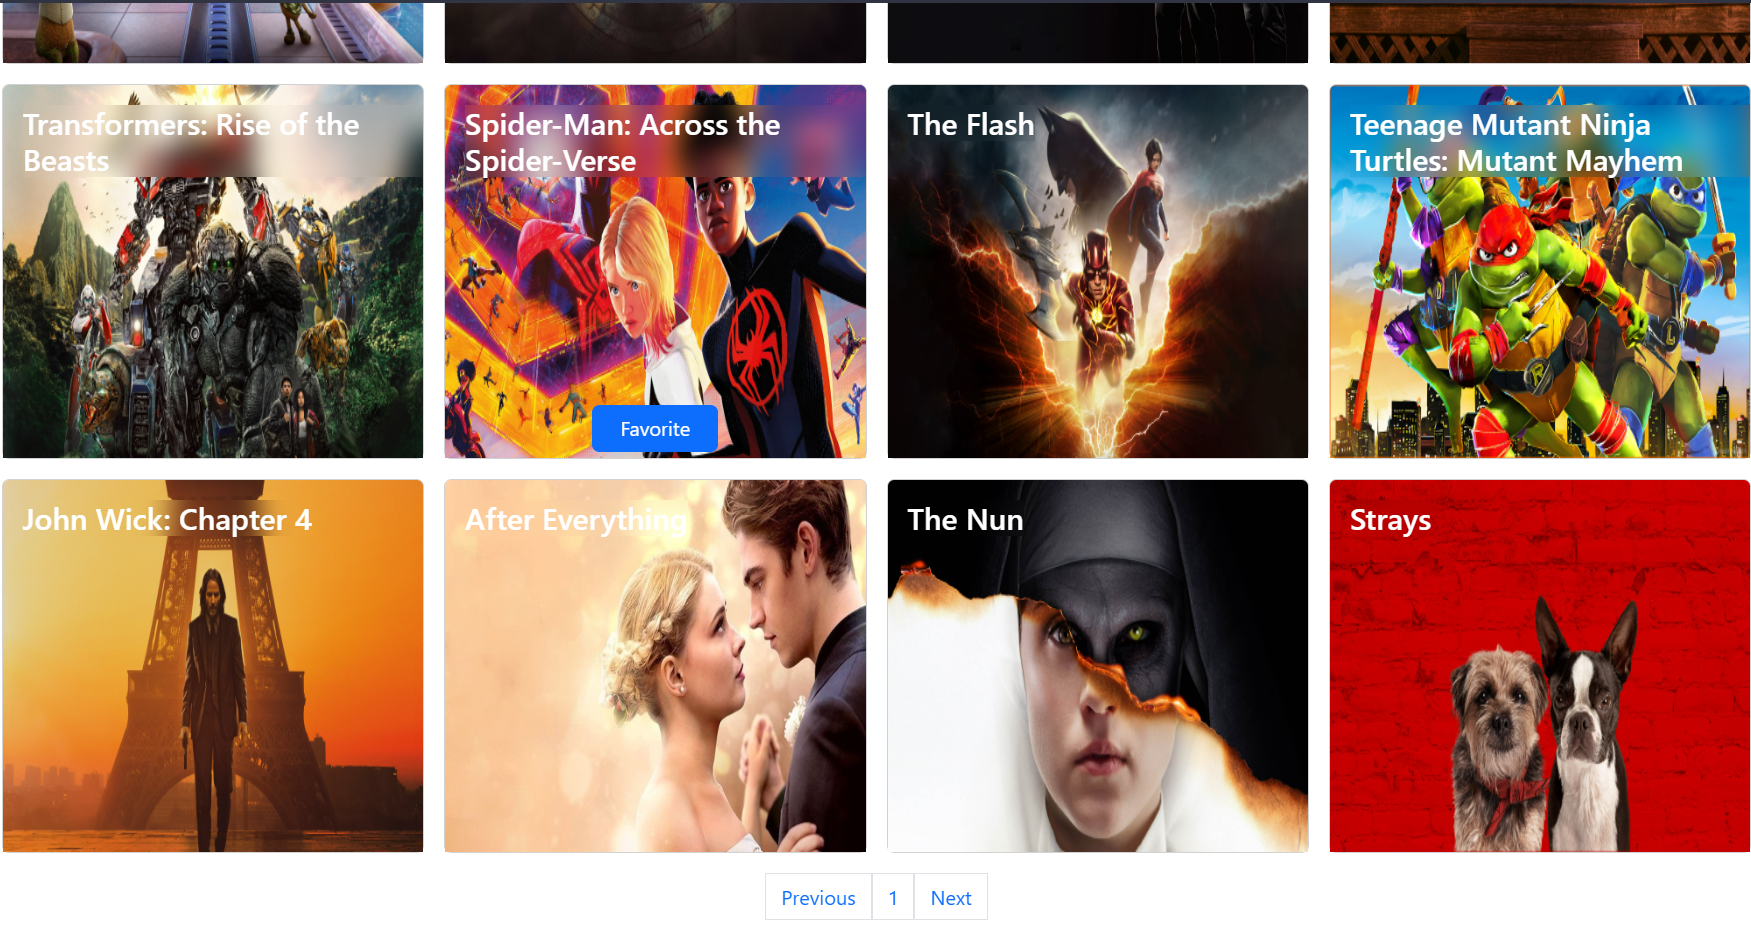 Transformers: Rise of the
Beasts
Spider-Man: Across the
Spider-Verse
Favorite
The Flash
Teenage Mutant Ninja
Turtles: Mutant Mayhem
John Wick: Chapter 4
After Everything
The Nun
Strays
Previous
1
Next